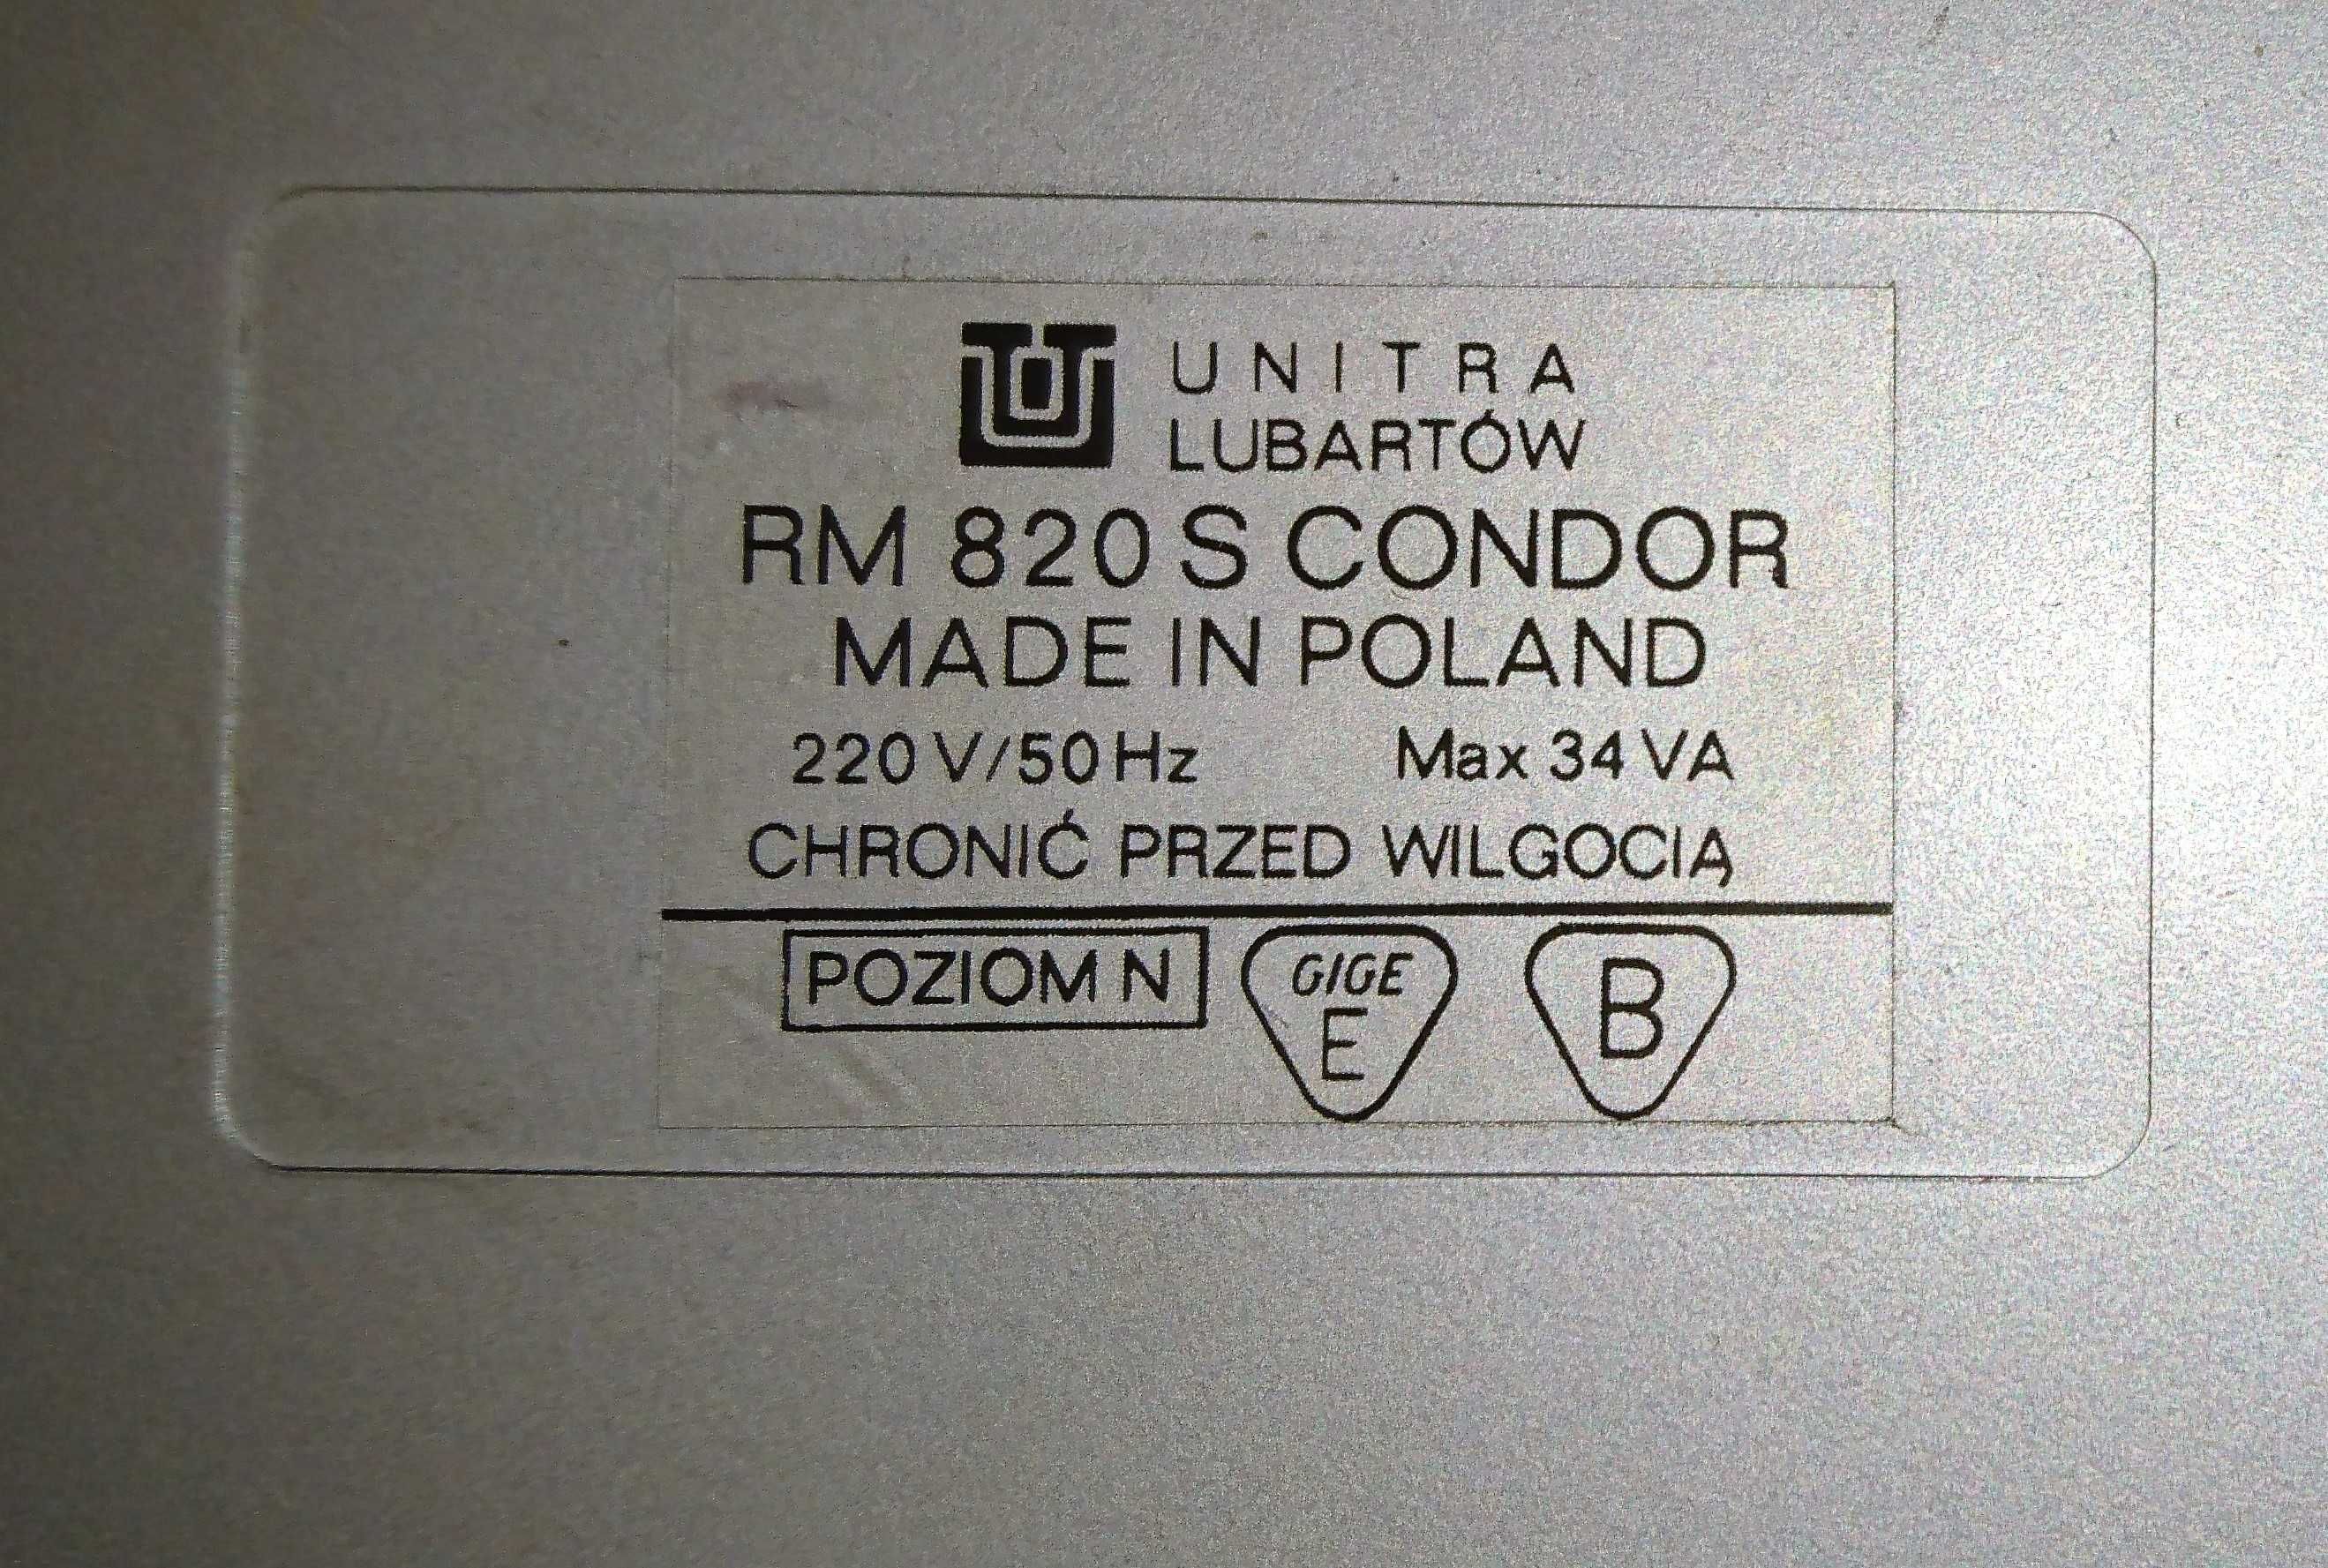 UNITRA
LUBARTÓW
RM 820 S CONDOR
MADE IN POLAND
220 V/50 Hz Max 34 VA
CHRONIĆ PRZED WILGOCIĄ
POZIOM N GIGE B
E